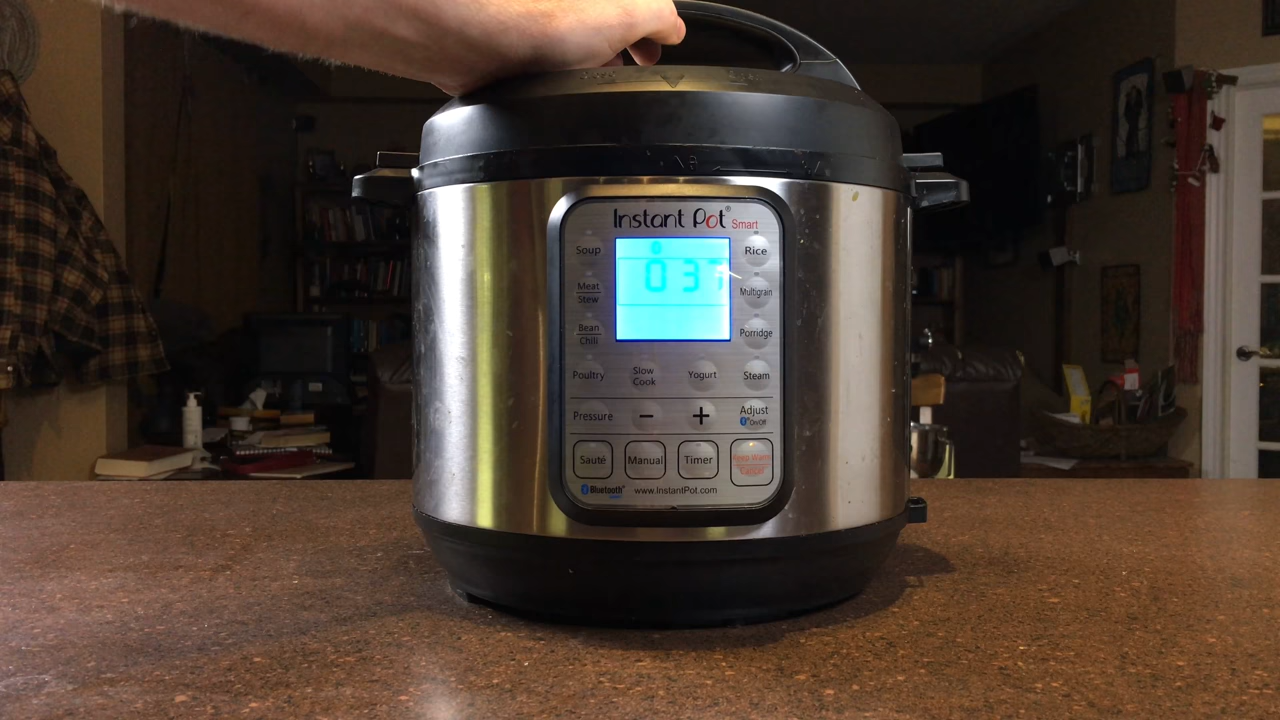 Instant Pot® Smart
Soup
Rice
Meat
Stew
Multigrain
Bean
Chili
Porridge
Poultry
Slow
Cook
Yogurt
Steam
Pressure
−
+
Adjust
On/Off
Sauté
Manual
Timer
Keep Warm
Cancel
Bluetooth®
www.InstantPot.com